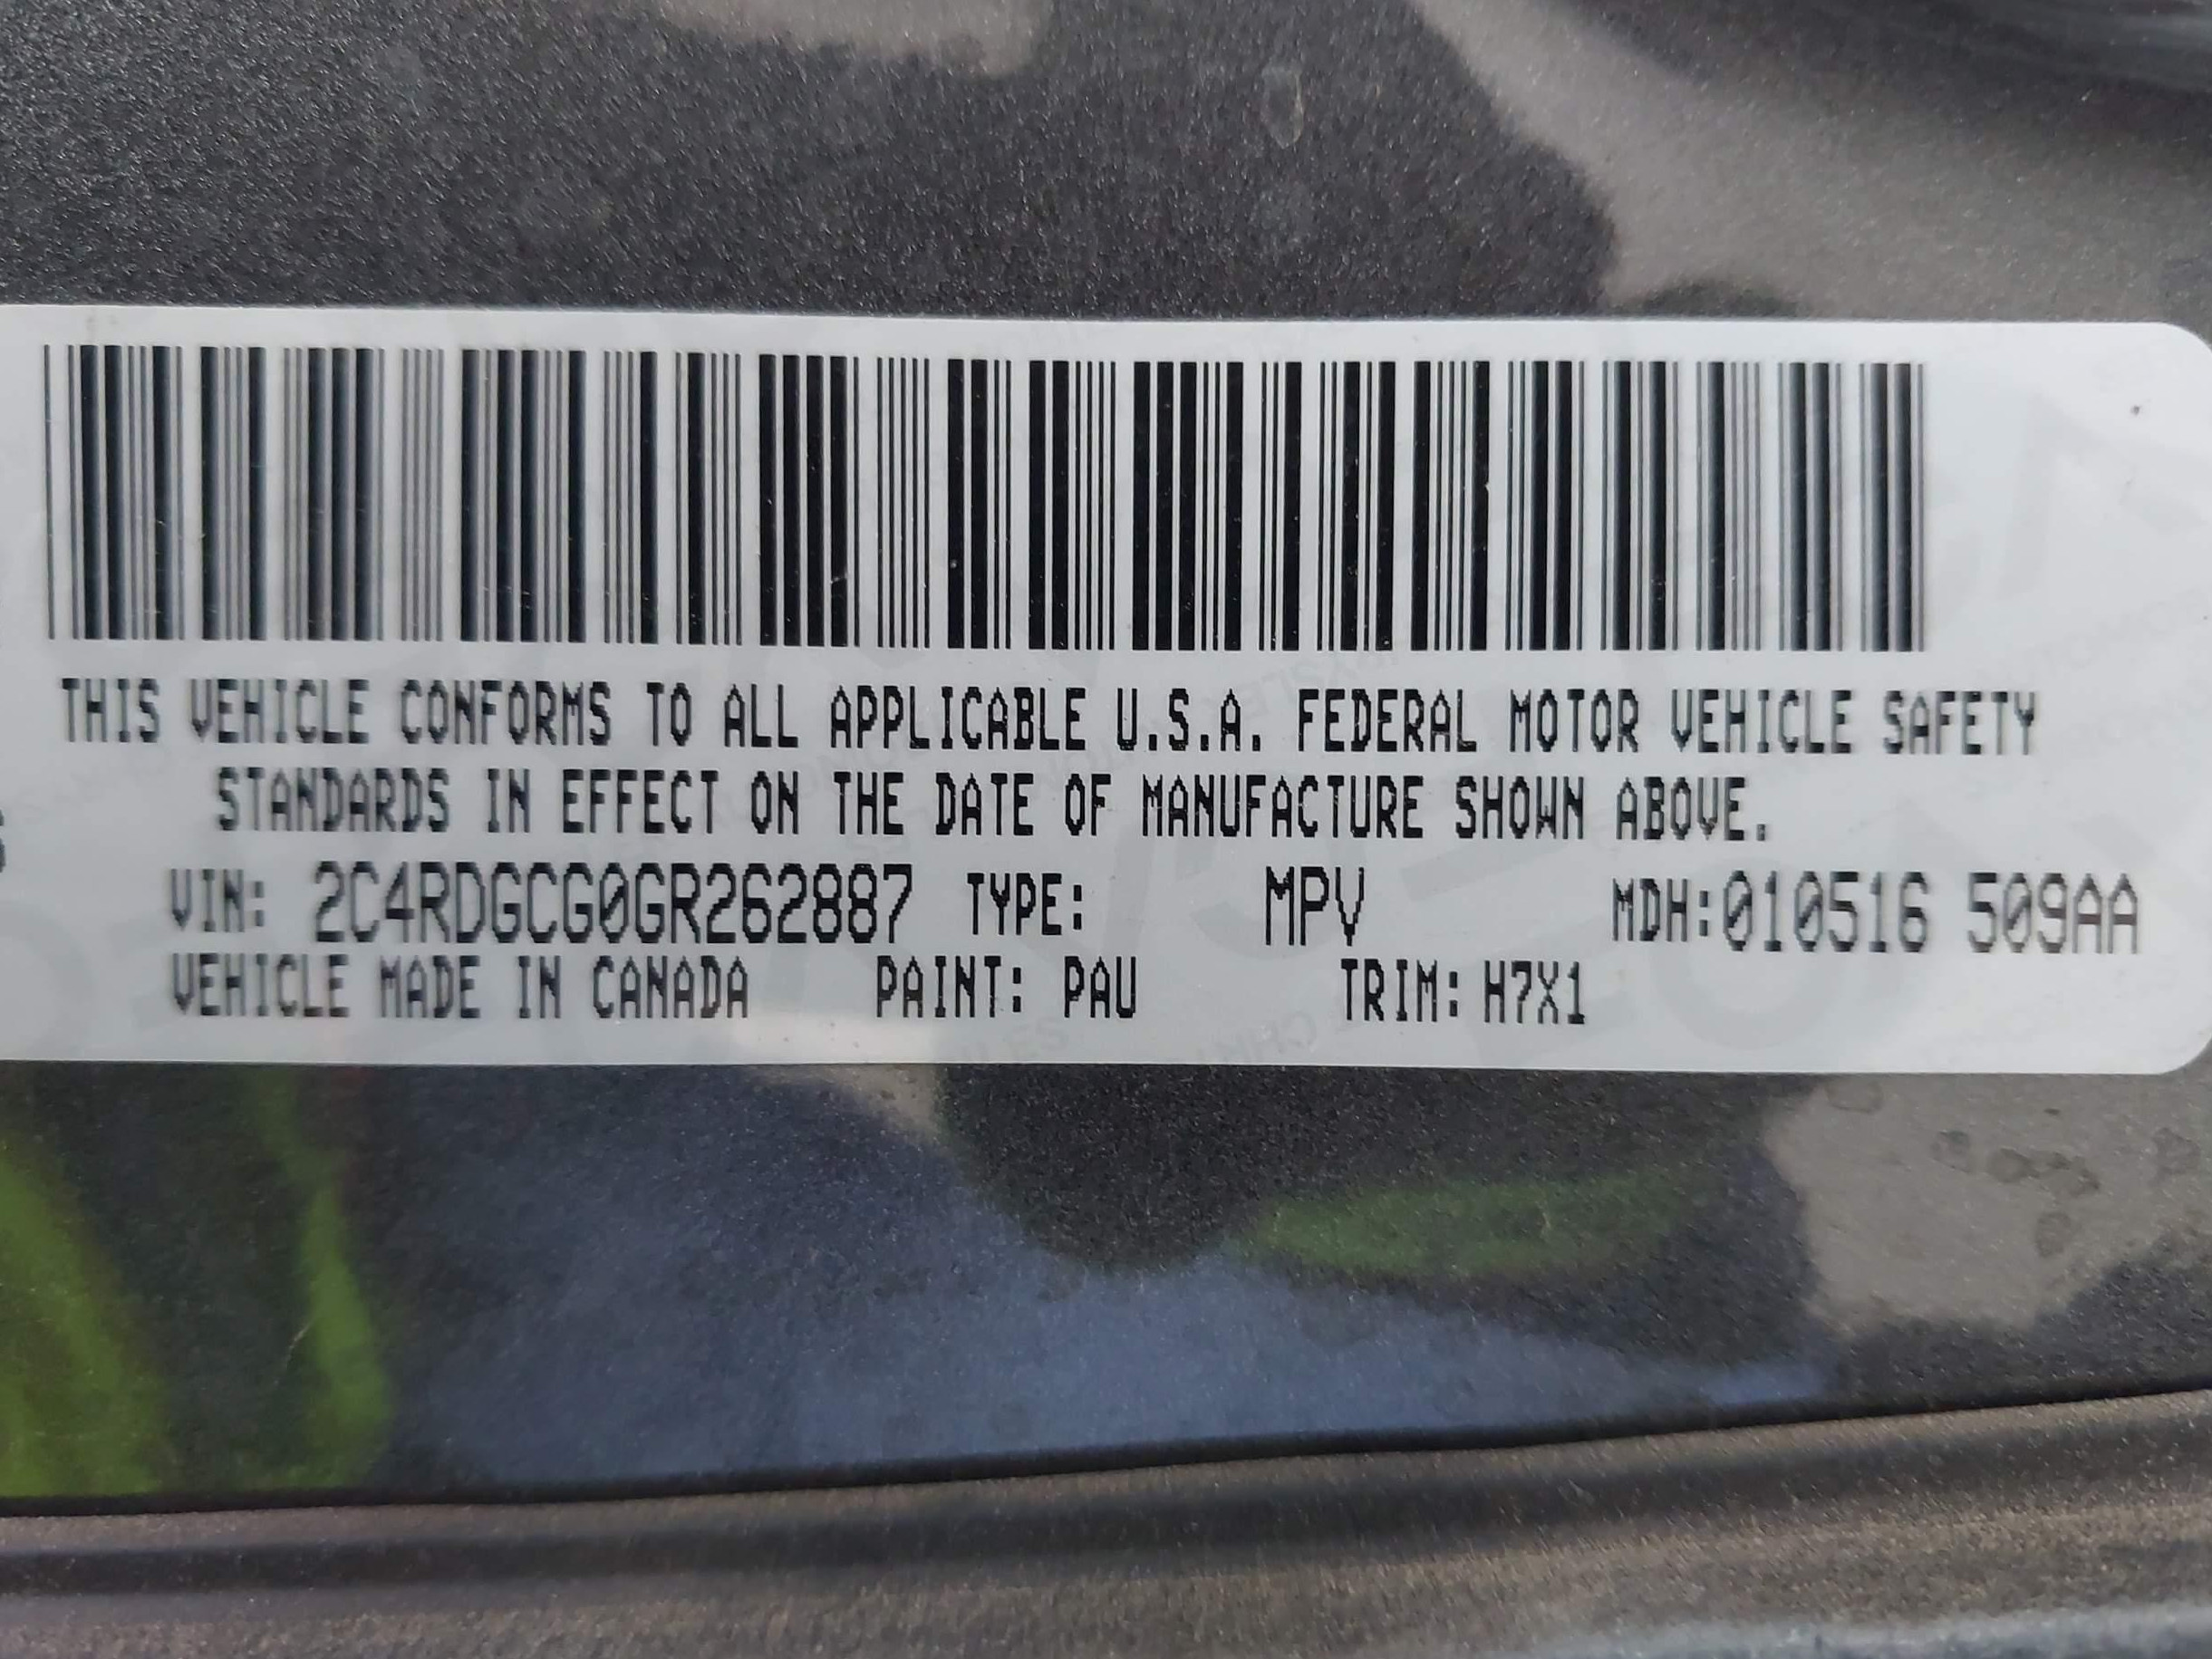 THIS VEHICLE CONFORMS TO ALL APPLICABLE U.S.A. FEDERAL MOTOR VEHICLE SAFETY
STANDARDS IN EFFECT ON THE DATE OF MANUFACTURE SHOWN ABOVE.
VIN: 2C4RDGCG0GR262887 TYPE: MPV MDH:010516 509AA
VEHICLE MADE IN CANADA PAINT: PAU TRIM: H7X1